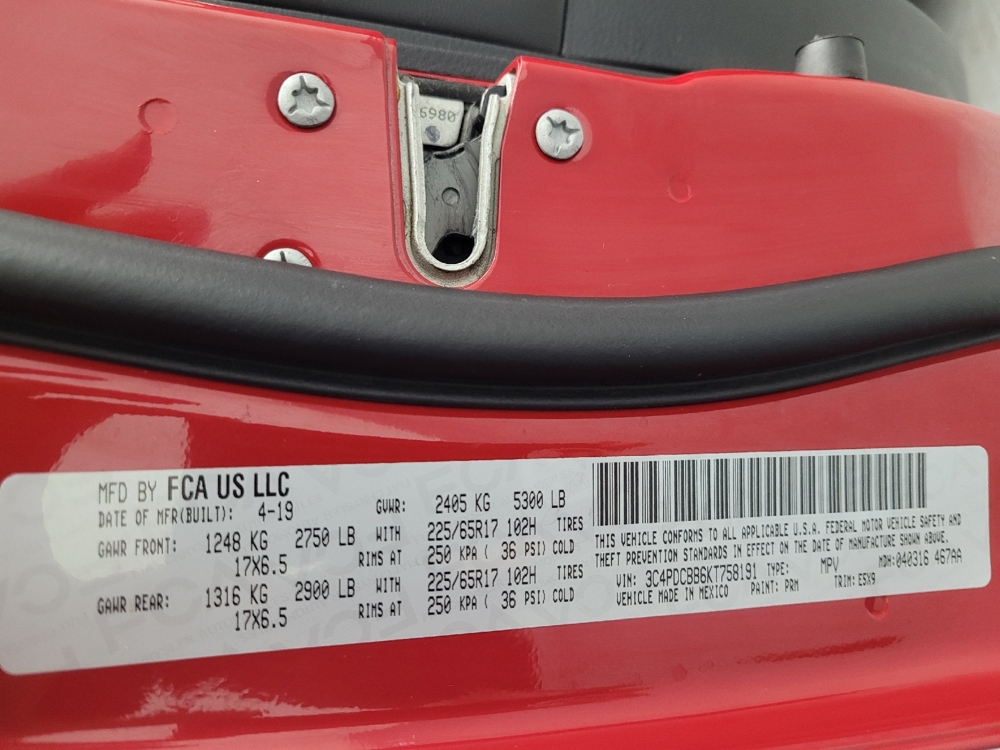 6980
MFD BY FCA US LLC
DATE OF MFR(BUILT): 4-19 GVWR: 2405 KG 5300 LB
GAWR FRONT: 1248 KG 2750 LB WITH 225/65R17 102H TIRES
17X6.5 RIMS AT 250 KPA ( 36 PSI) COLD
GAWR REAR: 1316 KG 2900 LB WITH 225/65R17 102H TIRES
17X6.5 RIMS AT 250 KPA ( 36 PSI) COLD
THIS VEHICLE CONFORMS TO ALL APPLICABLE U.S.A. FEDERAL MOTOR VEHICLE SAFETY AND
THEFT PREVENTION STANDARDS IN EFFECT ON THE DATE OF MANUFACTURE SHOWN ABOVE.
VIN: 3C4PDCBB6KT758191 TYPE: MPV MDH: 040316 467AA
VEHICLE MADE IN MEXICO PAINT: PRM TRIM: E5X9